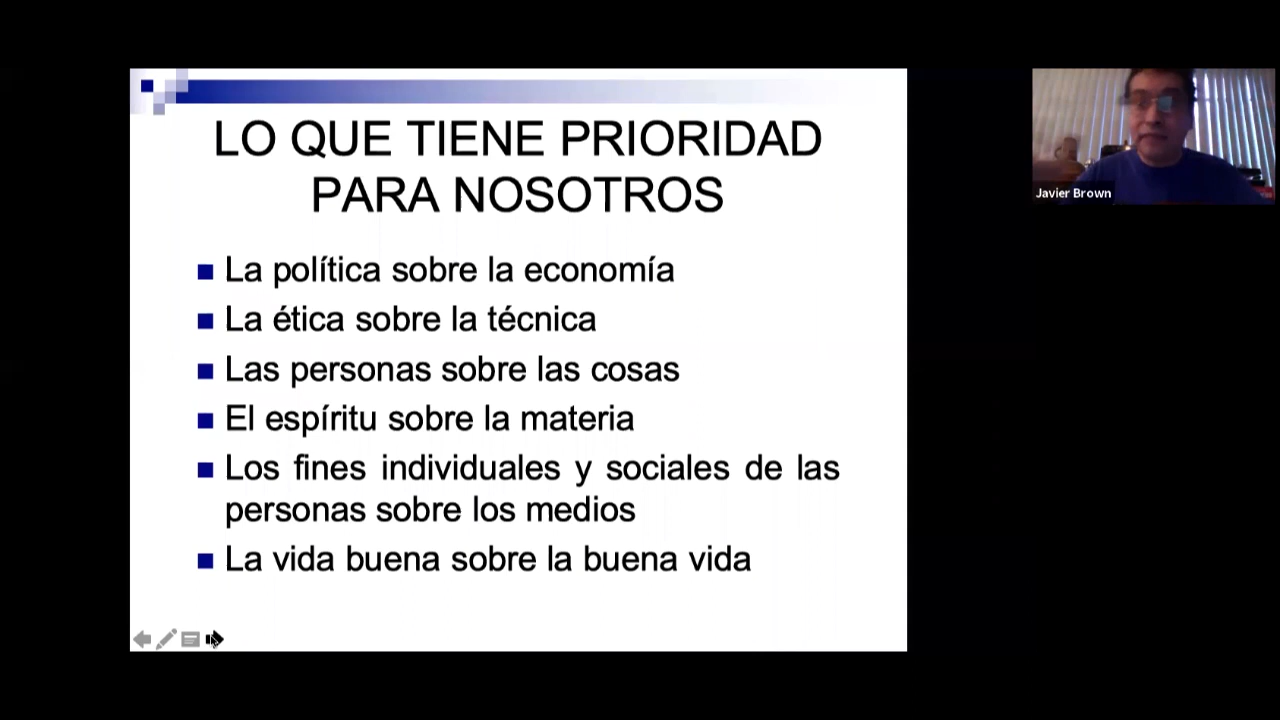 LO QUE TIENE PRIORIDAD
PARA NOSOTROS
La política sobre la economía
La ética sobre la técnica
Las personas sobre las cosas
El espíritu sobre la materia
Los fines individuales y sociales de las
personas sobre los medios
La vida buena sobre la buena vida
Javier Brown